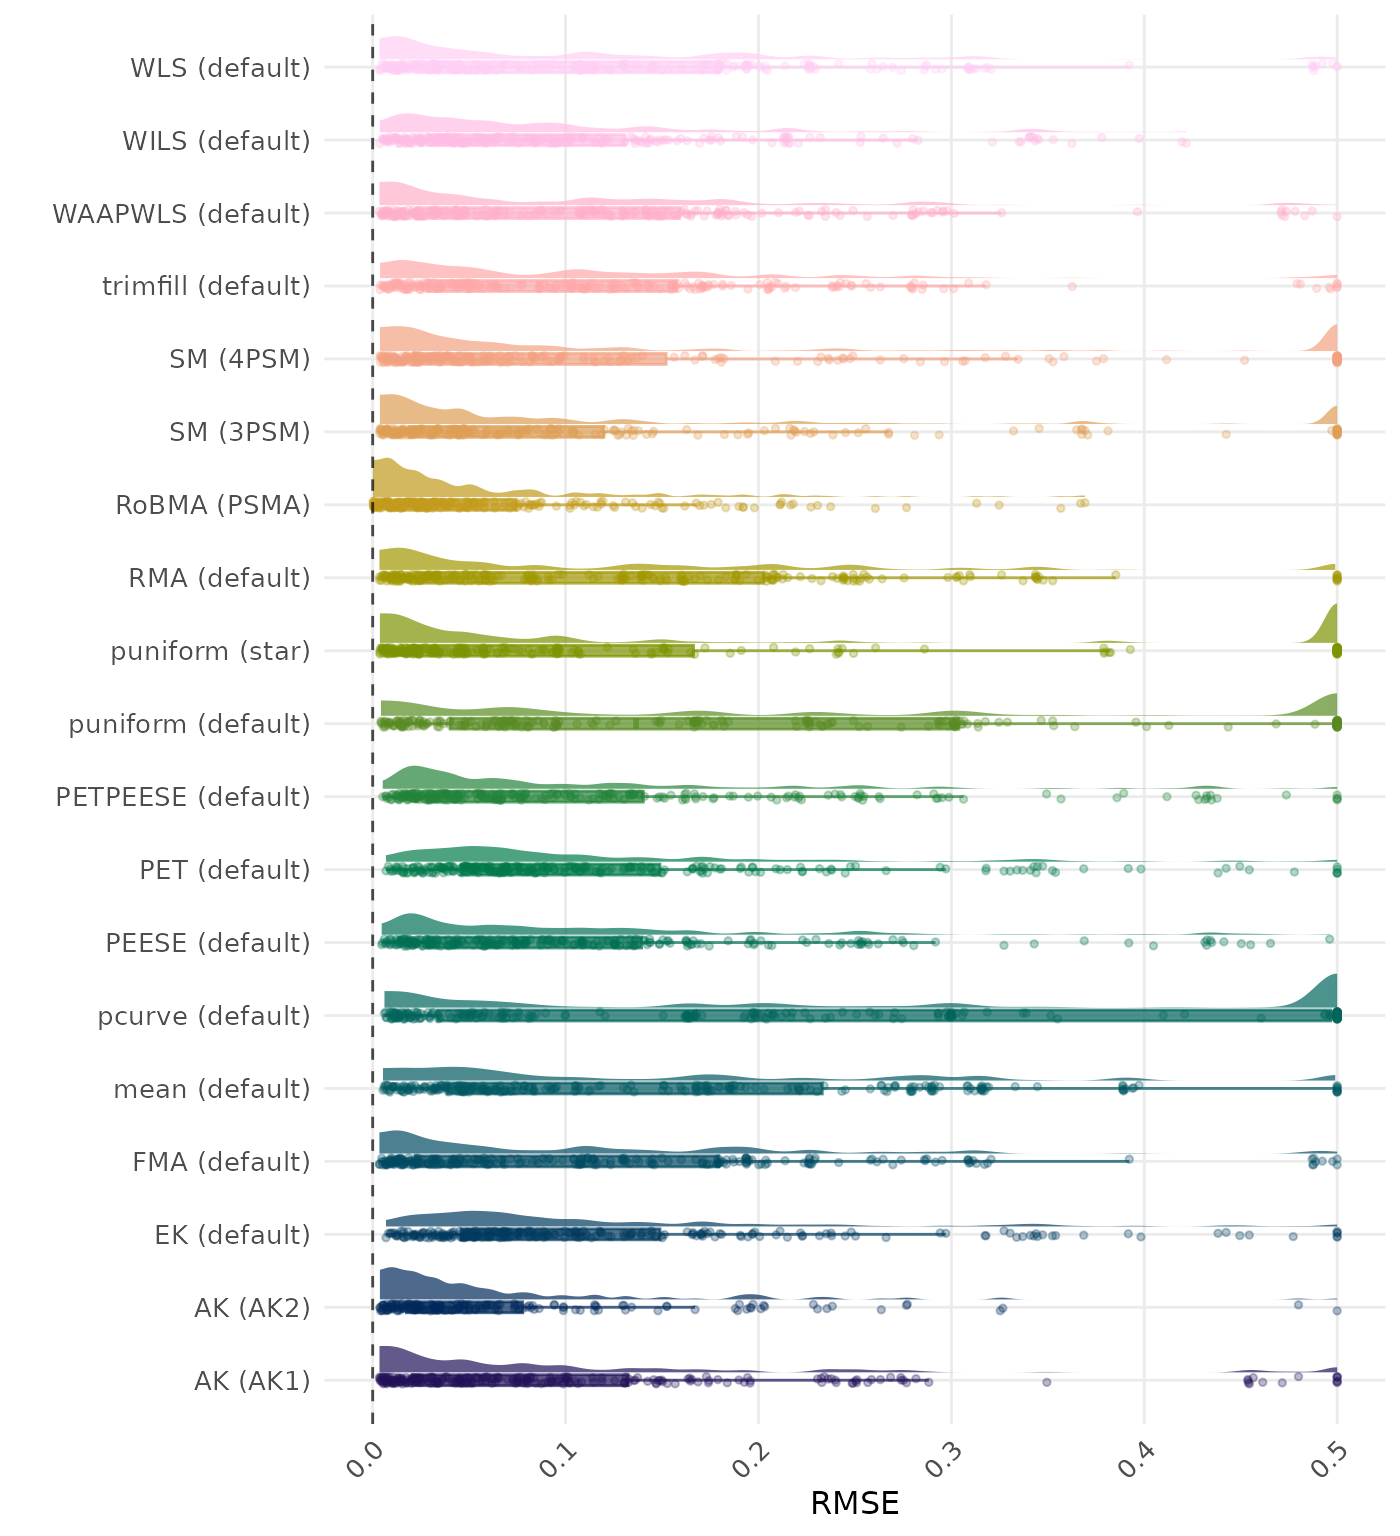 WLS (default)
WILS (default)
WAAPWLS (default)
trimfill (default)
SM (4PSM)
SM (3PSM)
RoBMA (PSMA)
RMA (default)
puniform (star)
puniform (default)
PETPEESE (default)
PET (default)
PEESE (default)
pcurve (default)
mean (default)
FMA (default)
EK (default)
AK (AK2)
AK (AK1)
0.0 0.1 0.2 0.3 0.4 0.5
RMSE